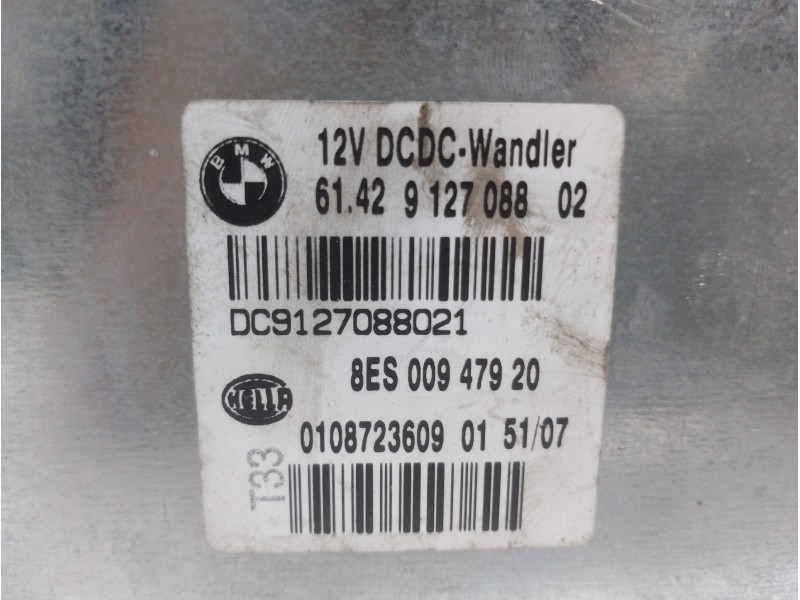 BMW
12V DCDC-Wandler
61.42 9 127 088 02
DC9127088021
8ES 009 479 20
HELLA
0108723609 01 51/07
T33